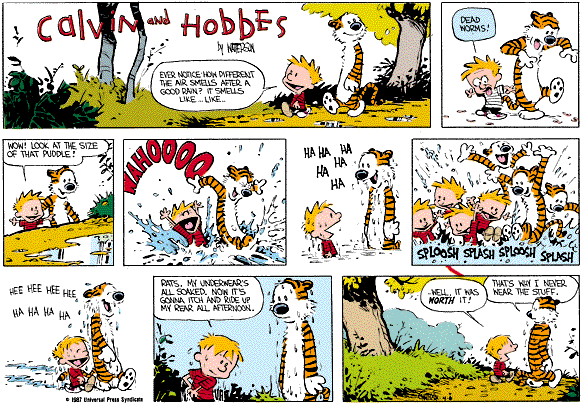 Calvin and Hobbes
by WATTERSON
EVER NOTICE HOW DIFFERENT
THE AIR SMELLS AFTER A
GOOD RAIN? IT SMELLS
LIKE... LIKE...
DEAD
WORMS!
WOW! LOOK AT THE SIZE
OF THAT PUDDLE!
WAHOOOO
HA HA HA
HA HA
HA
SPLOOSH SPLASH SPLOOSH
SPLASH
HEE HEE HEE HEE
HA HA HA HA
RATS. MY UNDERWEAR'S
ALL SOAKED. NOW IT'S
GONNA ITCH AND RIDE UP
MY REAR ALL AFTERNOON.
THAT'S WHY I NEVER
WEAR THE STUFF.
-WELL, IT WAS
WORTH IT!
© 1987 Universal Press Syndicate